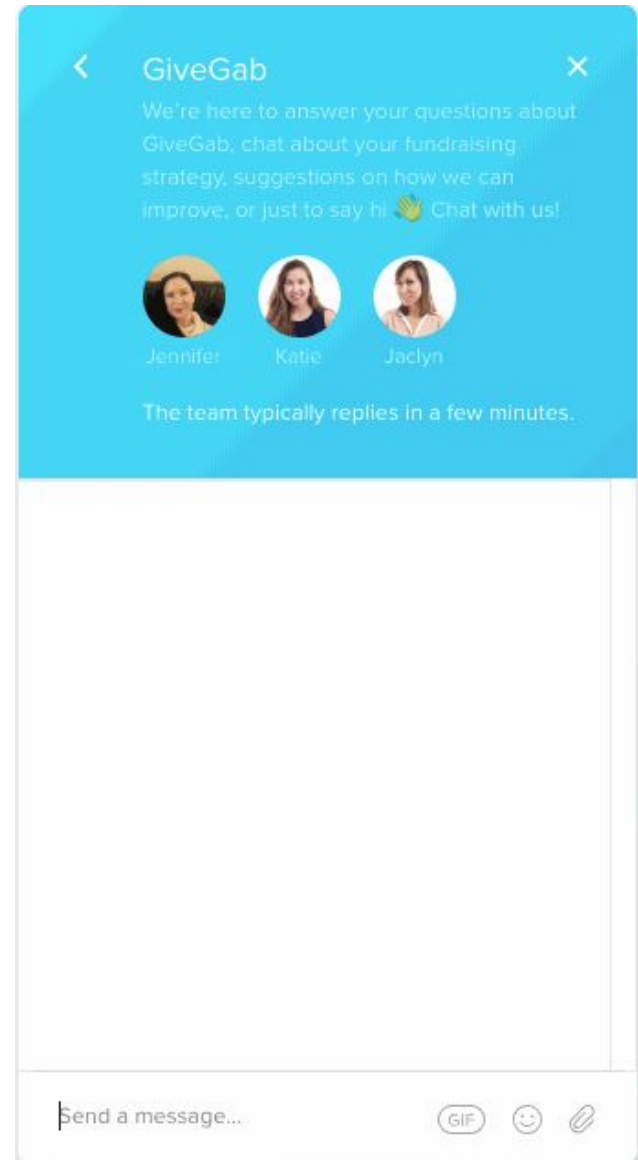 GiveGab
We're here to answer your questions about
GiveGab, chat about your fundraising
strategy, suggestions on how we can
improve, or just to say hi 👋 Chat with us!
Jennifer Katie Jaclyn
The team typically replies in a few minutes.
Send a message...
GIF